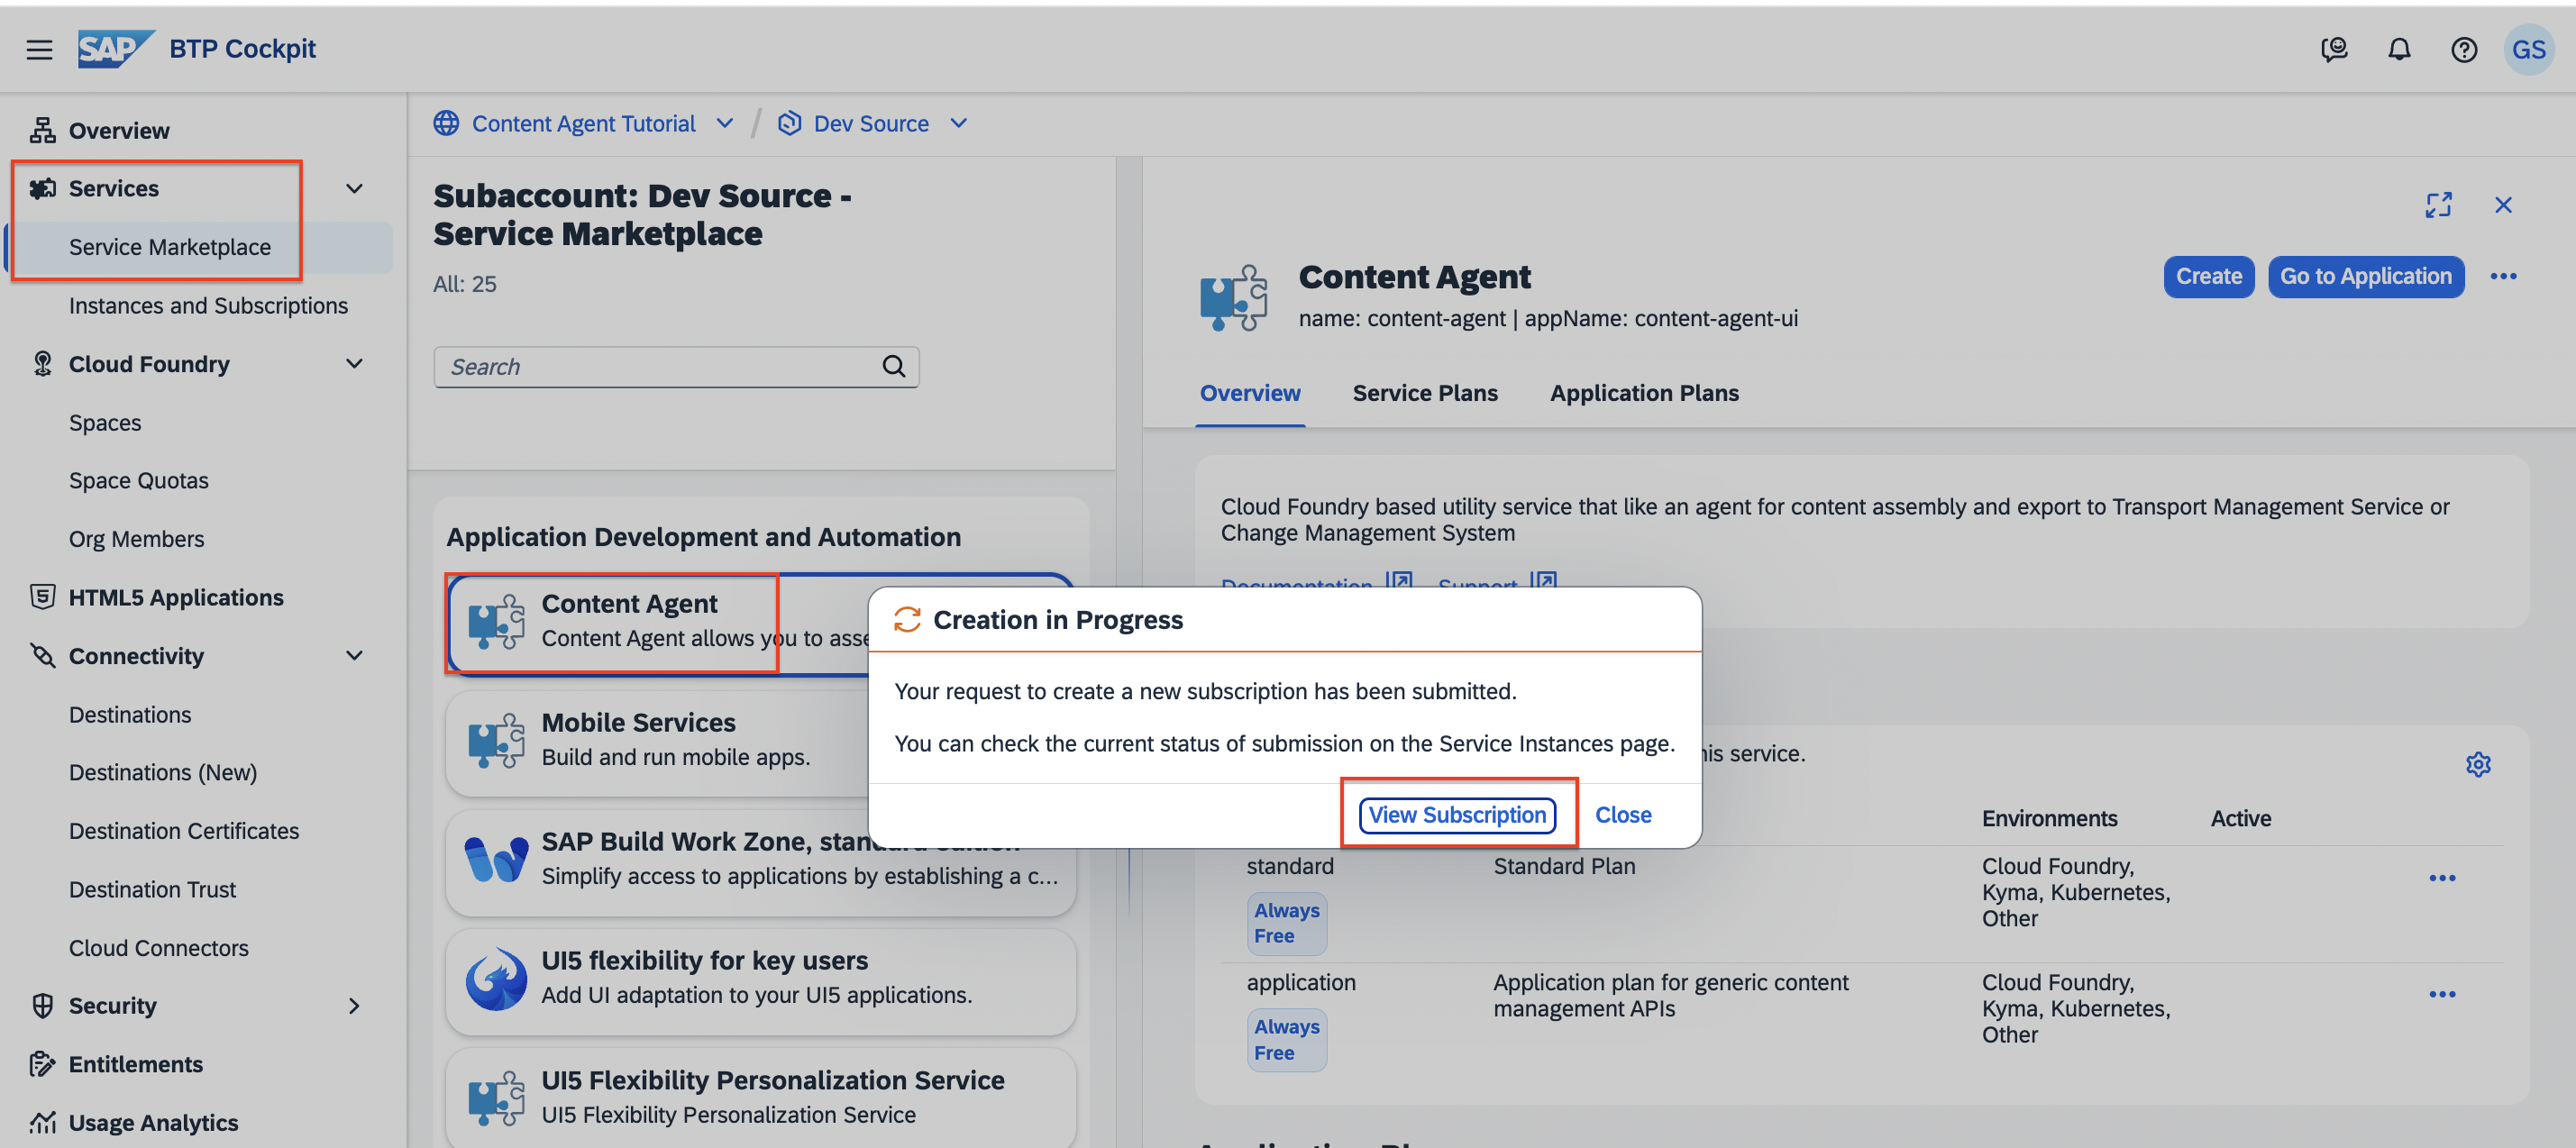 SAP BTP Cockpit
GS
Overview
Services
Service Marketplace
Instances and Subscriptions
Cloud Foundry
Spaces
Space Quotas
Org Members
HTML5 Applications
Connectivity
Destinations
Destinations (New)
Destination Certificates
Destination Trust
Cloud Connectors
Security
Entitlements
Usage Analytics
Content Agent Tutorial / Dev Source
Subaccount: Dev Source -
Service Marketplace
All: 25
Search
Application Development and Automation
Content Agent
Content Agent allows you to asse
Mobile Services
Build and run mobile apps.
SAP Build Work Zone, standard edition
Simplify access to applications by establishing a c...
UI5 flexibility for key users
Add UI adaptation to your UI5 applications.
UI5 Flexibility Personalization Service
UI5 Flexibility Personalization Service
Content Agent
name: content-agent | appName: content-agent-ui
Create
Go to Application
Overview
Service Plans
Application Plans
Cloud Foundry based utility service that like an agent for content assembly and export to Transport Management Service or
Change Management System
Documentation
Support
Creation in Progress
Your request to create a new subscription has been submitted.
You can check the current status of submission on the Service Instances page.
View Subscription
Close
his service.
Environments
Active
standard
Always
Free
Standard Plan
Cloud Foundry,
Kyma, Kubernetes,
Other
application
Always
Free
Application plan for generic content
management APIs
Cloud Foundry,
Kyma, Kubernetes,
Other